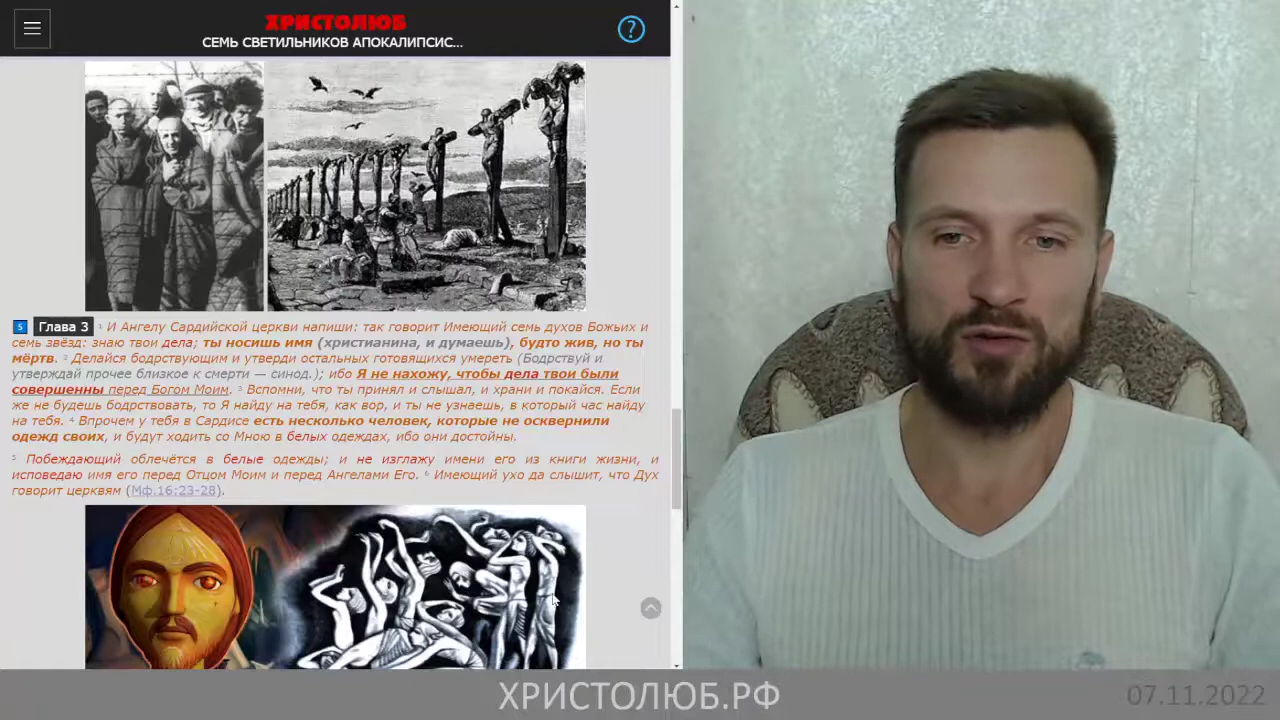 ХРИСТОЛЮБ
СЕМЬ СВЕТИЛЬНИКОВ АПОКАЛИПСИС...
?
5 Глава 3 1 И Ангелу Сардийской церкви напиши: так говорит Имеющий семь духов Божьих и
семь звёзд: знаю твои дела; ты носишь имя (христианина, и думаешь), будто жив, но ты
мёртв. 2 Делайся бодрствующим и утверди остальных готовящихся умереть (Бодрствуй и
утверждай прочее близкое к смерти — синод.); ибо Я не нахожу, чтобы дела твои были
совершенны перед Богом Моим. 3 Вспомни, что ты принял и слышал, и храни и покайся. Если
же не будешь бодрствовать, то Я найду на тебя, как вор, и ты не узнаешь, в который час найду
на тебя. 4 Впрочем у тебя в Сардисе есть несколько человек, которые не осквернили
одежд своих, и будут ходить со Мною в белых одеждах, ибо они достойны.
5 Побеждающий облечётся в белые одежды; и не изглажу имени его из книги жизни, и
исповедаю имя его перед Отцом Моим и перед Ангелами Его. 6 Имеющий ухо да слышит, что Дух
говорит церквям (Мф.16:23-28).
ХРИСТОЛЮБ.РФ
07.11.2022